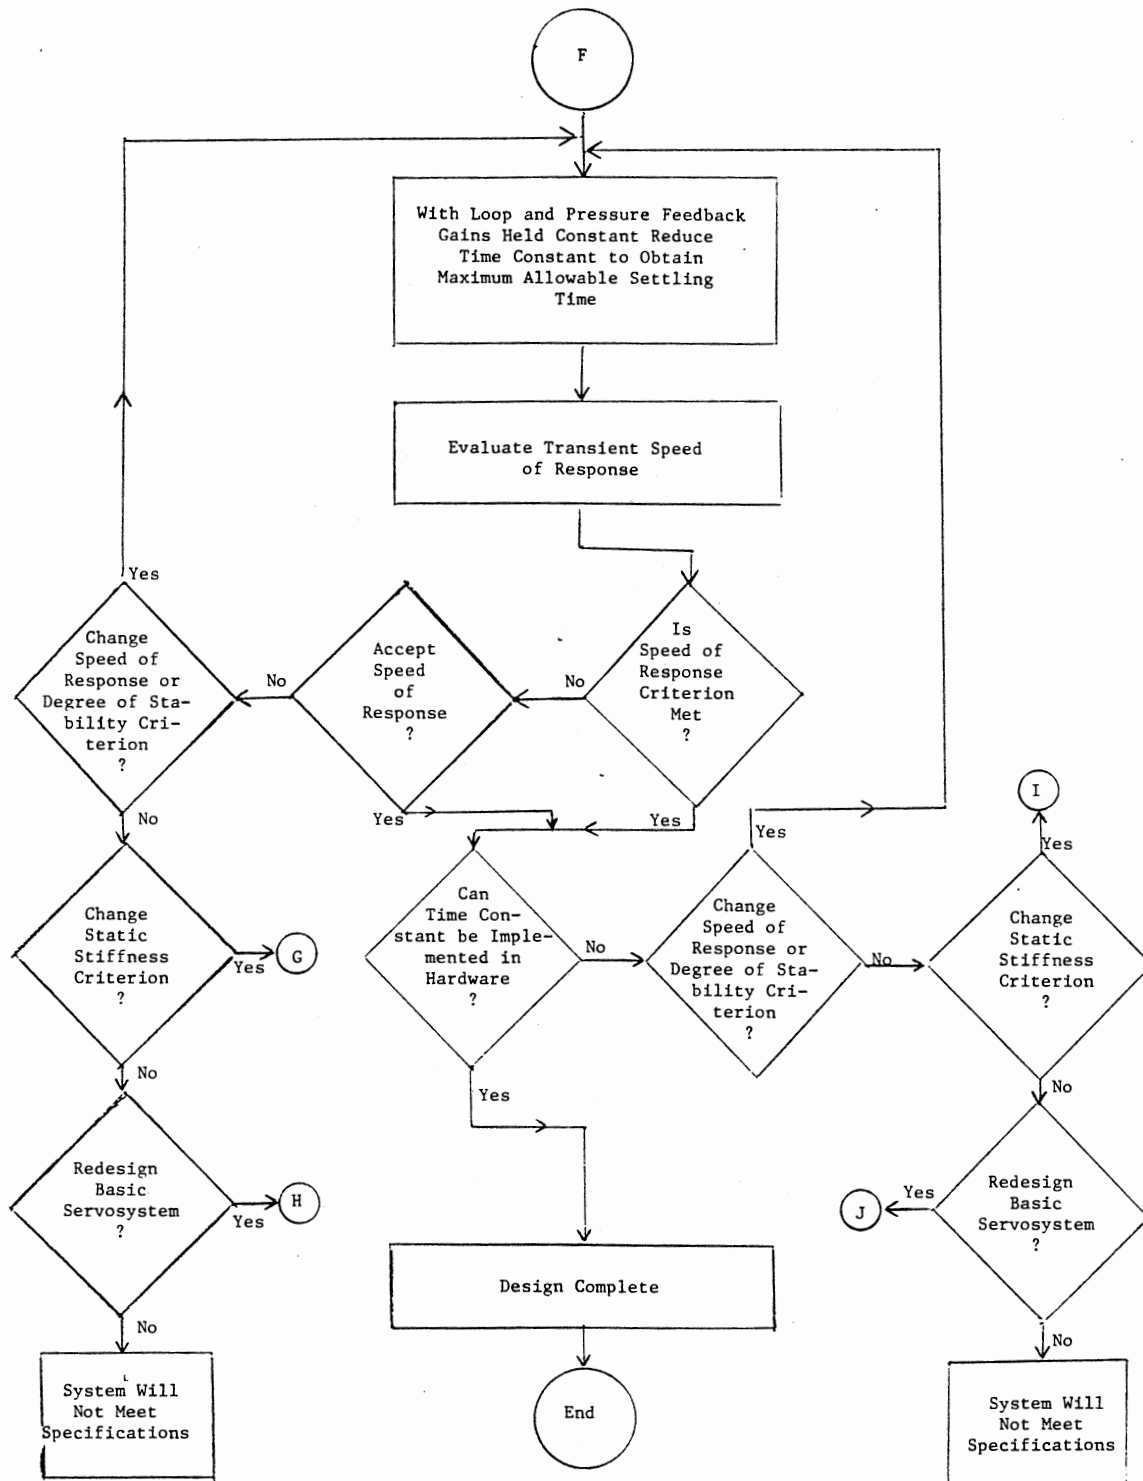 F
With Loop and Pressure Feedback
Gains Held Constant Reduce
Time Constant to Obtain
Maximum Allowable Settling
Time
Evaluate Transient Speed
of Response
Yes
Change
Speed of
Response or
Degree of Sta-
bility Cri-
terion
?
No
Accept
Speed
of
Response
?
No
Is
Speed of
Response
Criterion
Met
?
No
Yes
Yes
Yes
I
Yes
Change
Static
Stiffness
Criterion
?
Yes
G
Can
Time Con-
stant be Imple-
mented in
Hardware
?
No
Change
Speed of
Response or
Degree of Sta-
bility Cri-
terion
?
No
Change
Static
Stiffness
Criterion
?
No
Yes
No
Redesign
Basic
Servosystem
?
Yes
H
J
Yes
Redesign
Basic
Servosystem
?
Design Complete
No
No
System Will
Not Meet
Specifications
End
System Will
Not Meet
Specifications